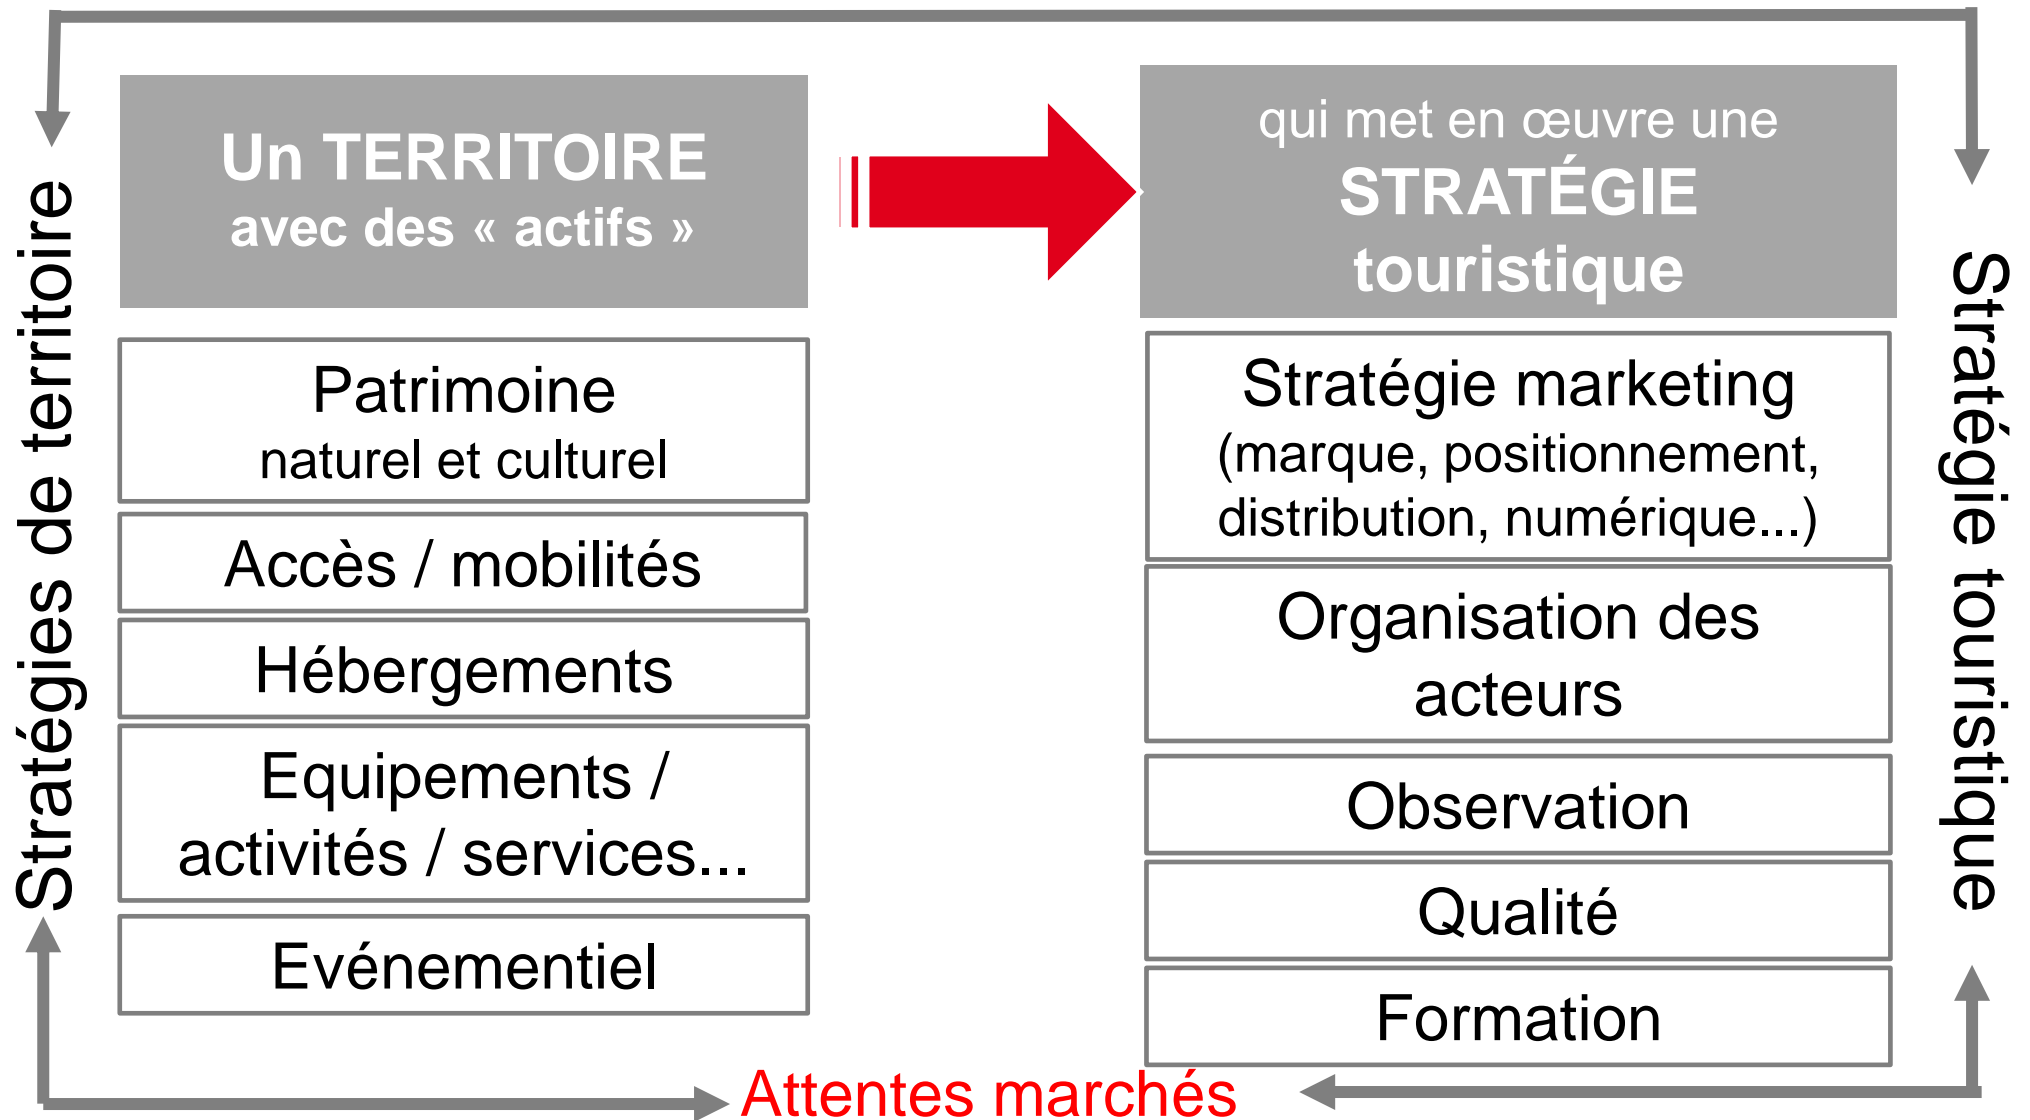 Stratégies de territoire
Un TERRITOIRE
avec des « actifs »
Patrimoine
naturel et culturel
Accès / mobilités
Hébergements
Equipements /
activités / services...
Evénementiel
qui met en œuvre une
STRATÉGIE
touristique
Stratégie marketing
(marque, positionnement,
distribution, numérique...)
Organisation des
acteurs
Observation
Qualité
Formation
Stratégie touristique
Attentes marchés